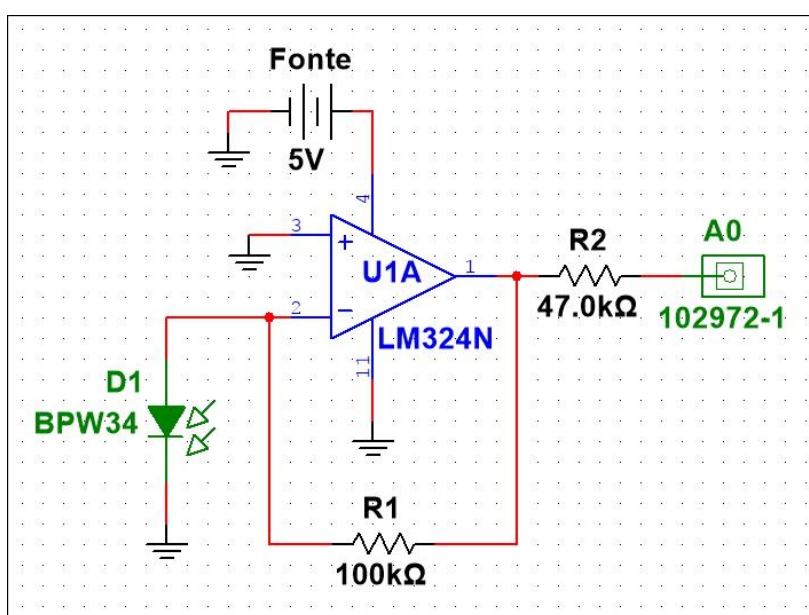 Fonte
5V
4
3
+
U1A
1
R2
A0
47.0kΩ
102972-1
2
−
LM324N
11
D1
BPW34
R1
100kΩ